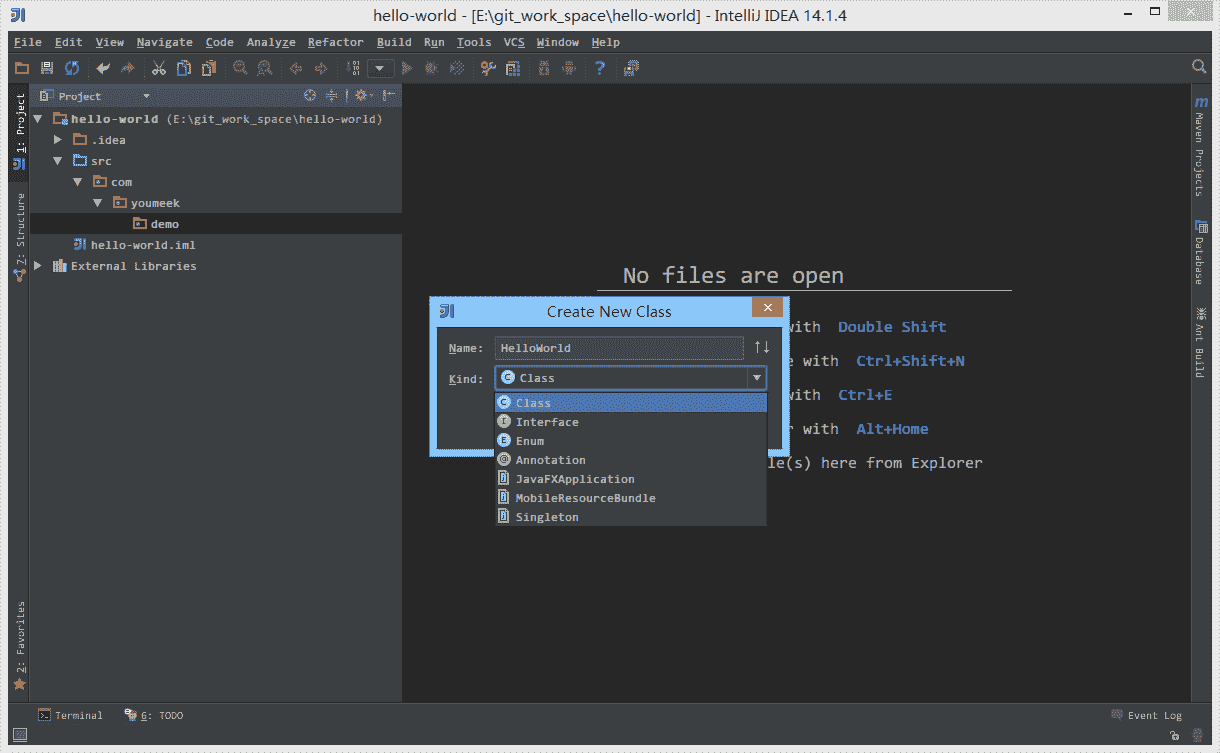 hello-world - [E:\git_work_space\hello-world] - IntelliJ IDEA 14.1.4
File Edit View Navigate Code Analyze Refactor Build Run Tools VCS Window Help
Project
1: Project
7: Structure
2: Favorites
hello-world (E:\git_work_space\hello-world)
.idea
src
com
youmeek
demo
hello-world.iml
External Libraries
No files are open
with Double Shift
e with Ctrl+Shift+N
with Ctrl+E
r with Alt+Home
le(s) here from Explorer
Create New Class
Name: HelloWorld
Kind: Class
Class
Interface
Enum
Annotation
JavaFXApplication
MobileResourceBundle
Singleton
Maven Projects
Database
Ant Build
Terminal
6: TODO
Event Log